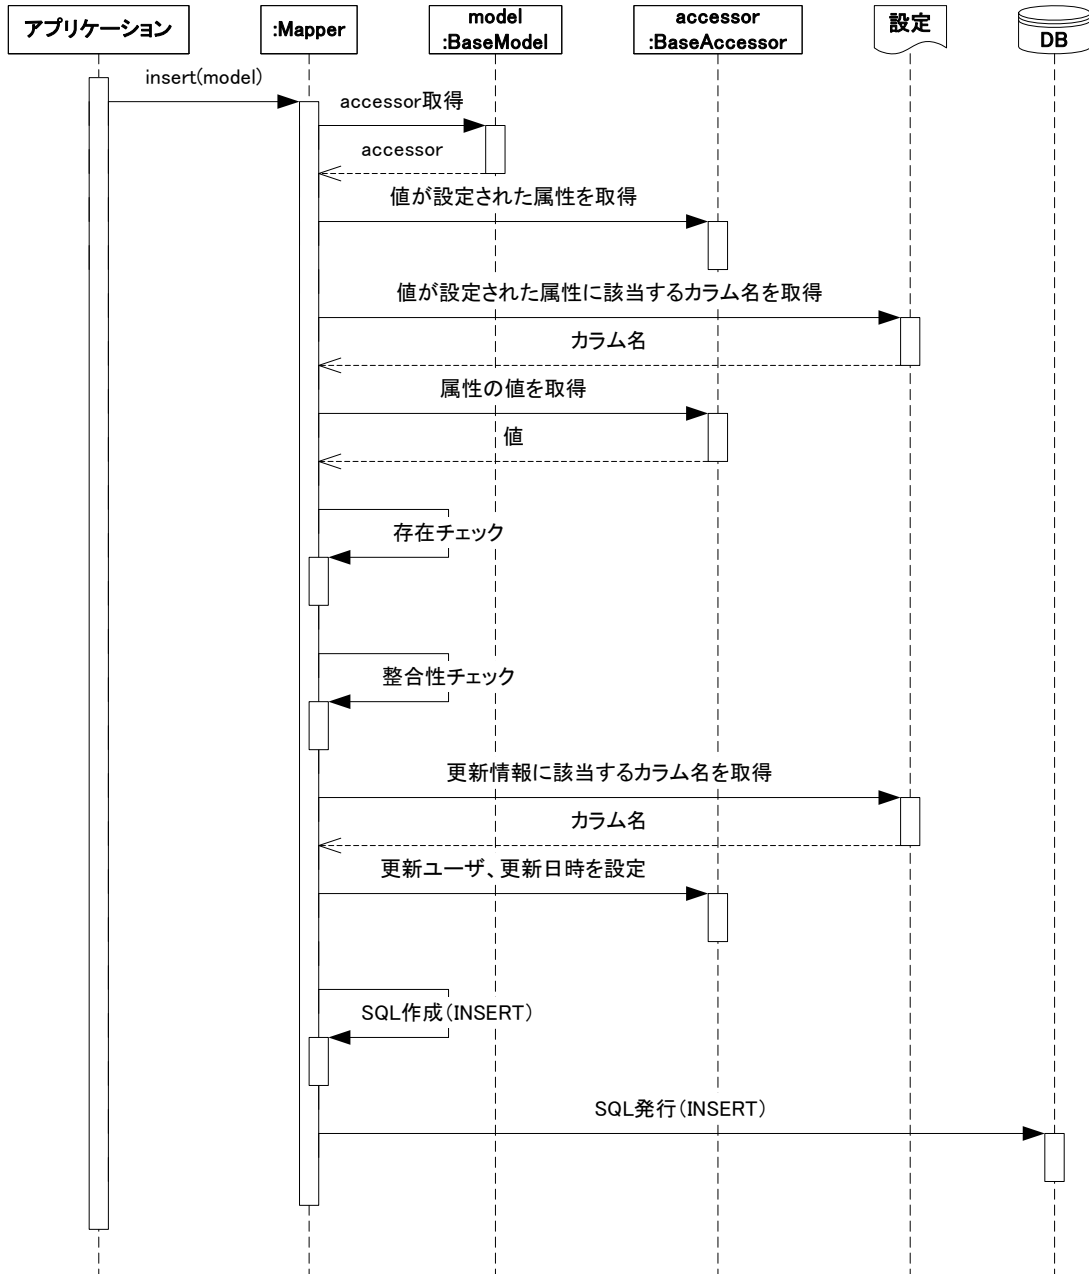 アプリケーション
:Mapper
model
:BaseModel
accessor
:BaseAccessor
設定
DB
insert(model)
accessor取得
accessor
値が設定された属性を取得
値が設定された属性に該当するカラム名を取得
カラム名
属性の値を取得
値
存在チェック
整合性チェック
更新情報に該当するカラム名を取得
カラム名
更新ユーザ、更新日時を設定
SQL作成(INSERT)
SQL発行(INSERT)